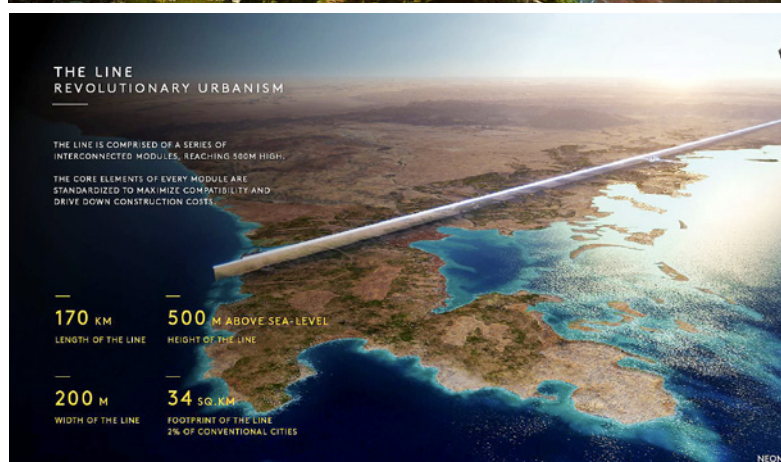 THE LINE
REVOLUTIONARY URBANISM
THE LINE IS COMPRISED OF A SERIES OF
INTERCONNECTED MODULES, REACHING 500M HIGH.
THE CORE ELEMENTS OF EVERY MODULE ARE
STANDARDIZED TO MAXIMIZE COMPATIBILITY AND
DRIVE DOWN CONSTRUCTION COSTS.
170 KM
LENGTH OF THE LINE
500 M ABOVE SEA-LEVEL
HEIGHT OF THE LINE
200 M
WIDTH OF THE LINE
34 SQ.KM
FOOTPRINT OF THE LINE
2% OF CONVENTIONAL CITIES
NEOM